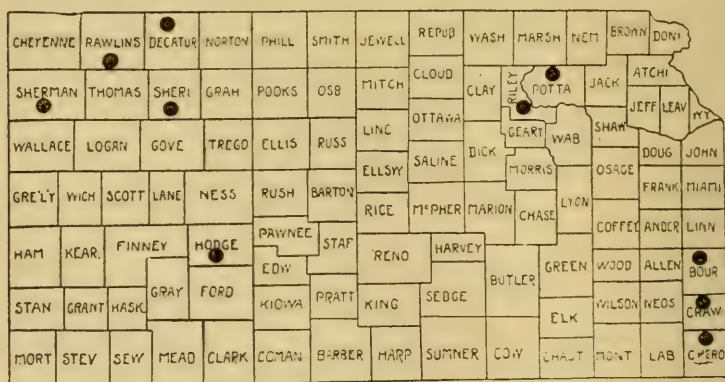 CHEYENNE RAWLINS DECATUR NORTON PHILL SMITH JEWELL REPUB WASH MARSH NEM BROWN DONI
SHERMAN THOMAS SHERI GRAH POOKS OSB MITCH CLOUD CLAY RILEY POTTA JACK ATCHI
JEFF LEAV WY
WALLACE LOGAN GOVE TREGO ELLIS RUSS LINC OTTAWA DICK GEARY WAB SHAW DOUG JOHN
GRE'LY WICH SCOTT LANE NESS RUSH BARTON ELLSW SALINE MORRIS OSAGE FRANK MIAMI
RICE McPHER MARION CHASE LYON COFFEY ANDER LINN
HAM KEAR. FINNEY HODGE PAWNEE STAF RENO HARVEY BUTLER GREEN WOOD ALLEN BOUR
EDW
STAN GRANT HASK GRAY FORD KIOWA PRATT KING SEDGE ELK WILSON NEOS CRAW
MORT STEV SEW MEAD CLARK COMAN BARBER HARP SUMNER COW CHAUT MONT LAB CHERO